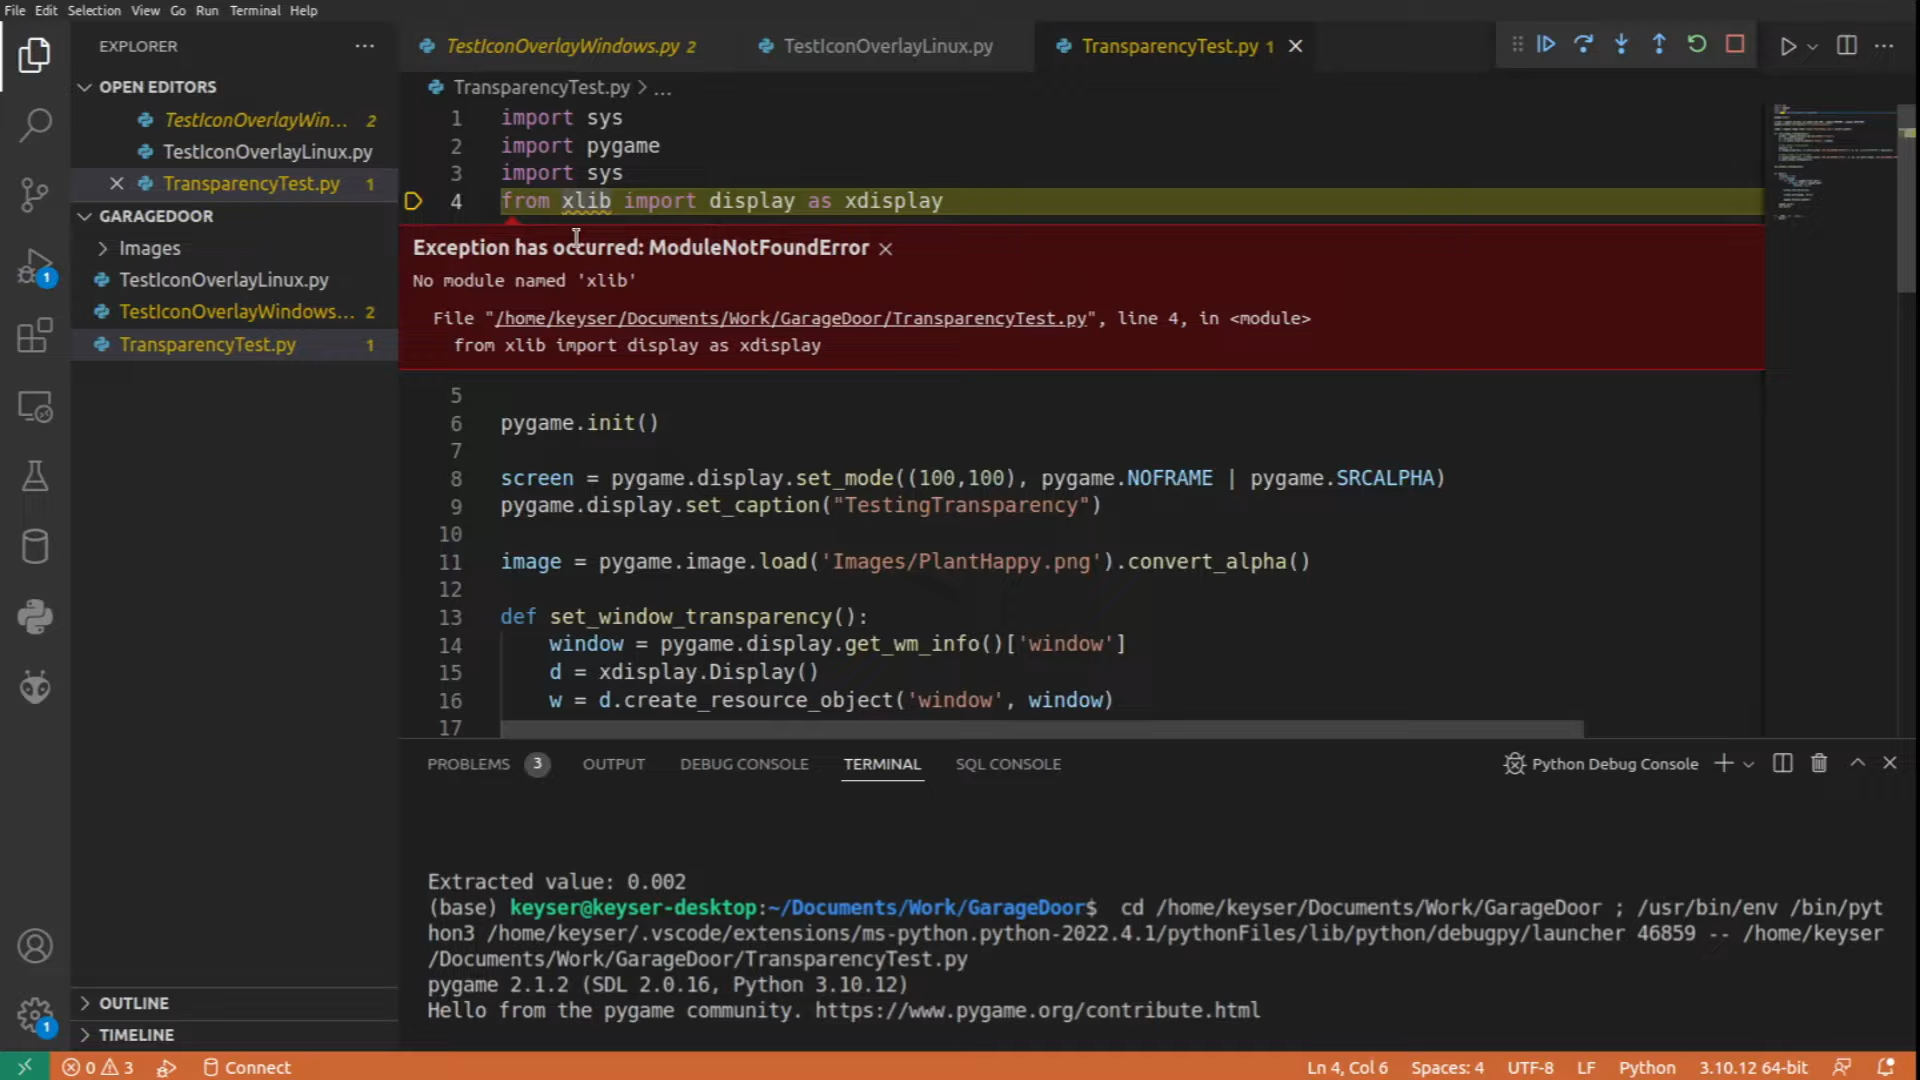 File Edit Selection View Go Run Terminal Help
EXPLORER
OPEN EDITORS
TestIconOverlayWin... 2
TestIconOverlayLinux.py
TransparencyTest.py 1
GARAGEDOOR
Images
TestIconOverlayLinux.py
TestIconOverlayWindows... 2
TransparencyTest.py 1
OUTLINE
TIMELINE
1
1
TestIconOverlayWindows.py 2 TestIconOverlayLinux.py TransparencyTest.py 1
TransparencyTest.py > ...
1 import sys
2 import pygame
3 import sys
4 from xlib import display as xdisplay
Exception has occurred: ModuleNotFoundError
No module named 'xlib'
File "/home/keyser/Documents/Work/GarageDoor/TransparencyTest.py", line 4, in <module>
from xlib import display as xdisplay
5
6 pygame.init()
7
8 screen = pygame.display.set_mode((100,100), pygame.NOFRAME | pygame.SRCALPHA)
9 pygame.display.set_caption("TestingTransparency")
10
11 image = pygame.image.load('Images/PlantHappy.png').convert_alpha()
12
13 def set_window_transparency():
14 window = pygame.display.get_wm_info()['window']
15 d = xdisplay.Display()
16 w = d.create_resource_object('window', window)
17
PROBLEMS 3 OUTPUT DEBUG CONSOLE TERMINAL SQL CONSOLE Python Debug Console
Extracted value: 0.002
(base) keyser@keyser-desktop:~/Documents/Work/GarageDoor$ cd /home/keyser/Documents/Work/GarageDoor ; /usr/bin/env /bin/pyt
hon3 /home/keyser/.vscode/extensions/ms-python.python-2022.4.1/pythonFiles/lib/python/debugpy/launcher 46859 -- /home/keyser
/Documents/Work/GarageDoor/TransparencyTest.py
pygame 2.1.2 (SDL 2.0.16, Python 3.10.12)
Hello from the pygame community. https://www.pygame.org/contribute.html
0 3 Connect Ln 4, Col 6 Spaces: 4 UTF-8 LF Python 3.10.12 64-bit